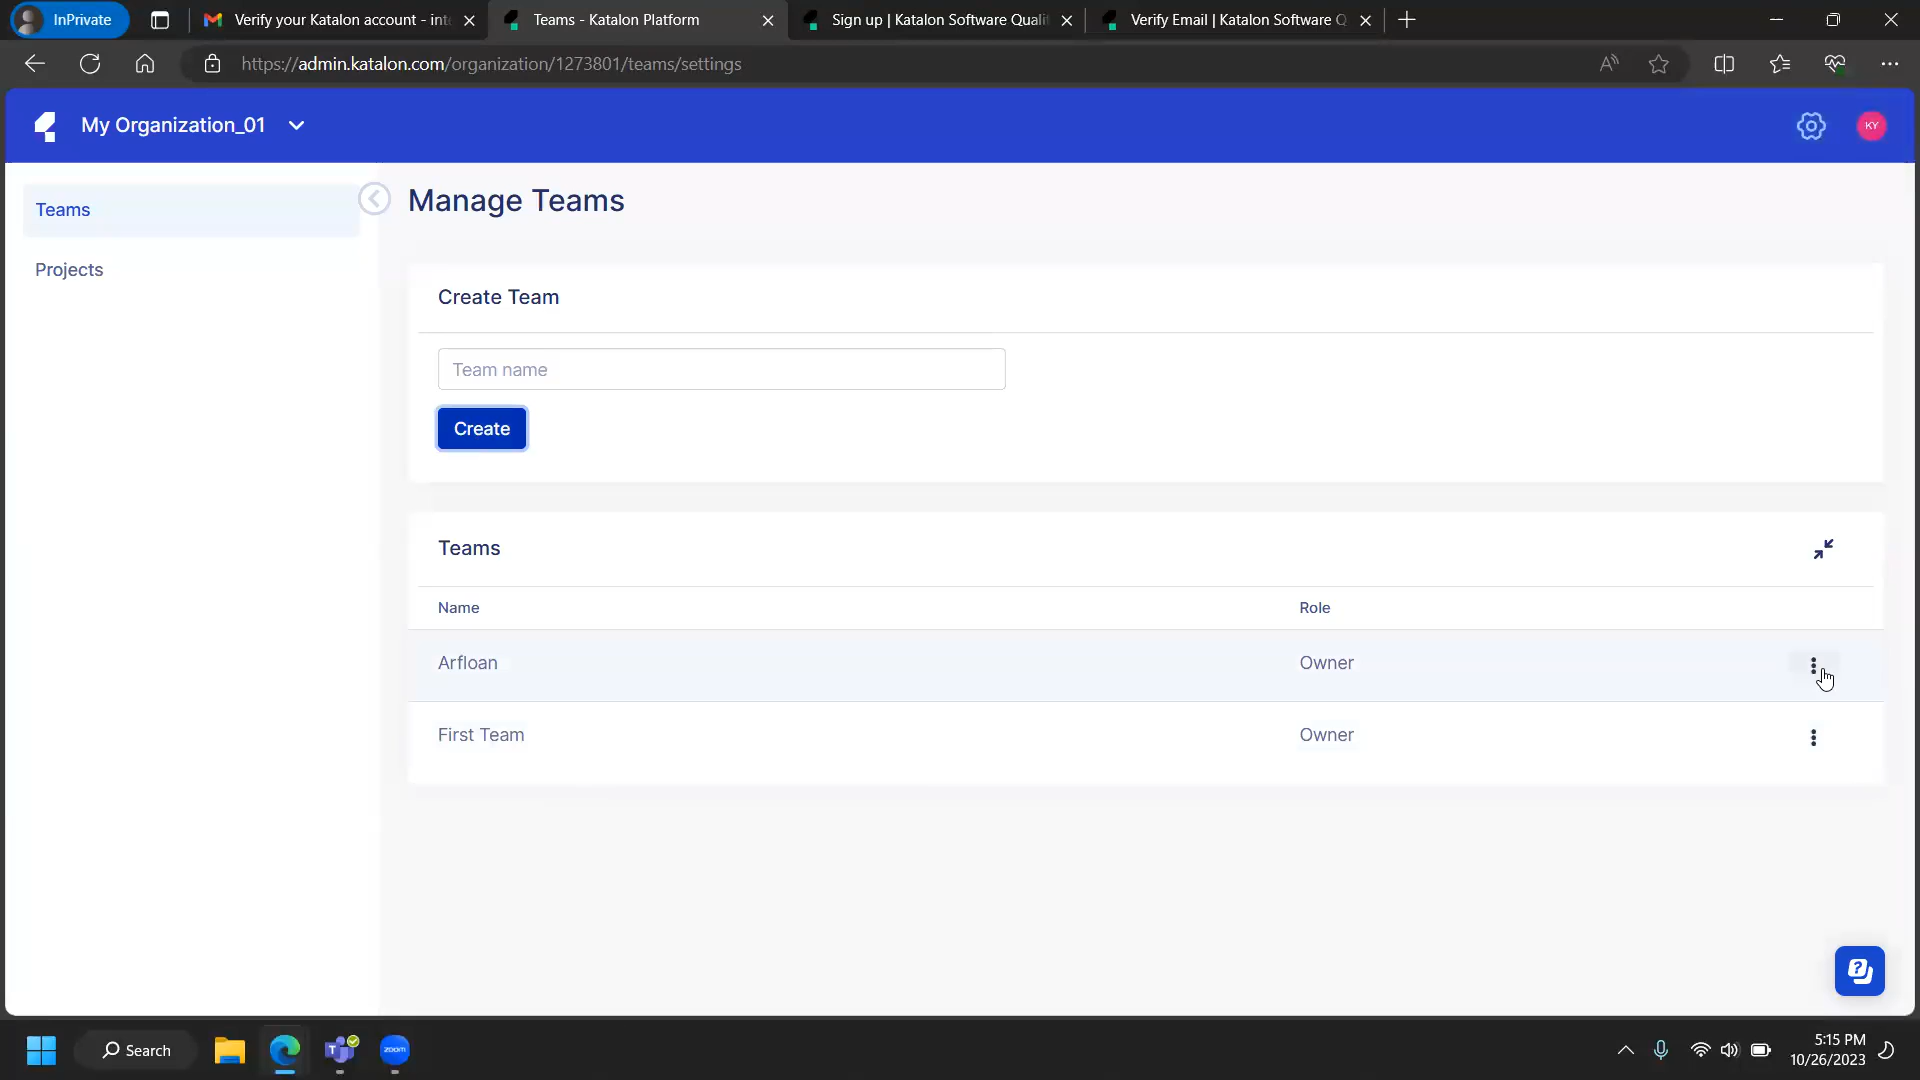 InPrivate
Verify your Katalon account - int
Teams - Katalon Platform
Sign up | Katalon Software Quali
Verify Email | Katalon Software Q
https://admin.katalon.com/organization/1273801/teams/settings
My Organization_01
KY
Teams
Projects
Manage Teams
Create Team
Team name
Create
Teams
Name Role
Arfloan Owner
First Team Owner
Search
zoom
5:15 PM
10/26/2023